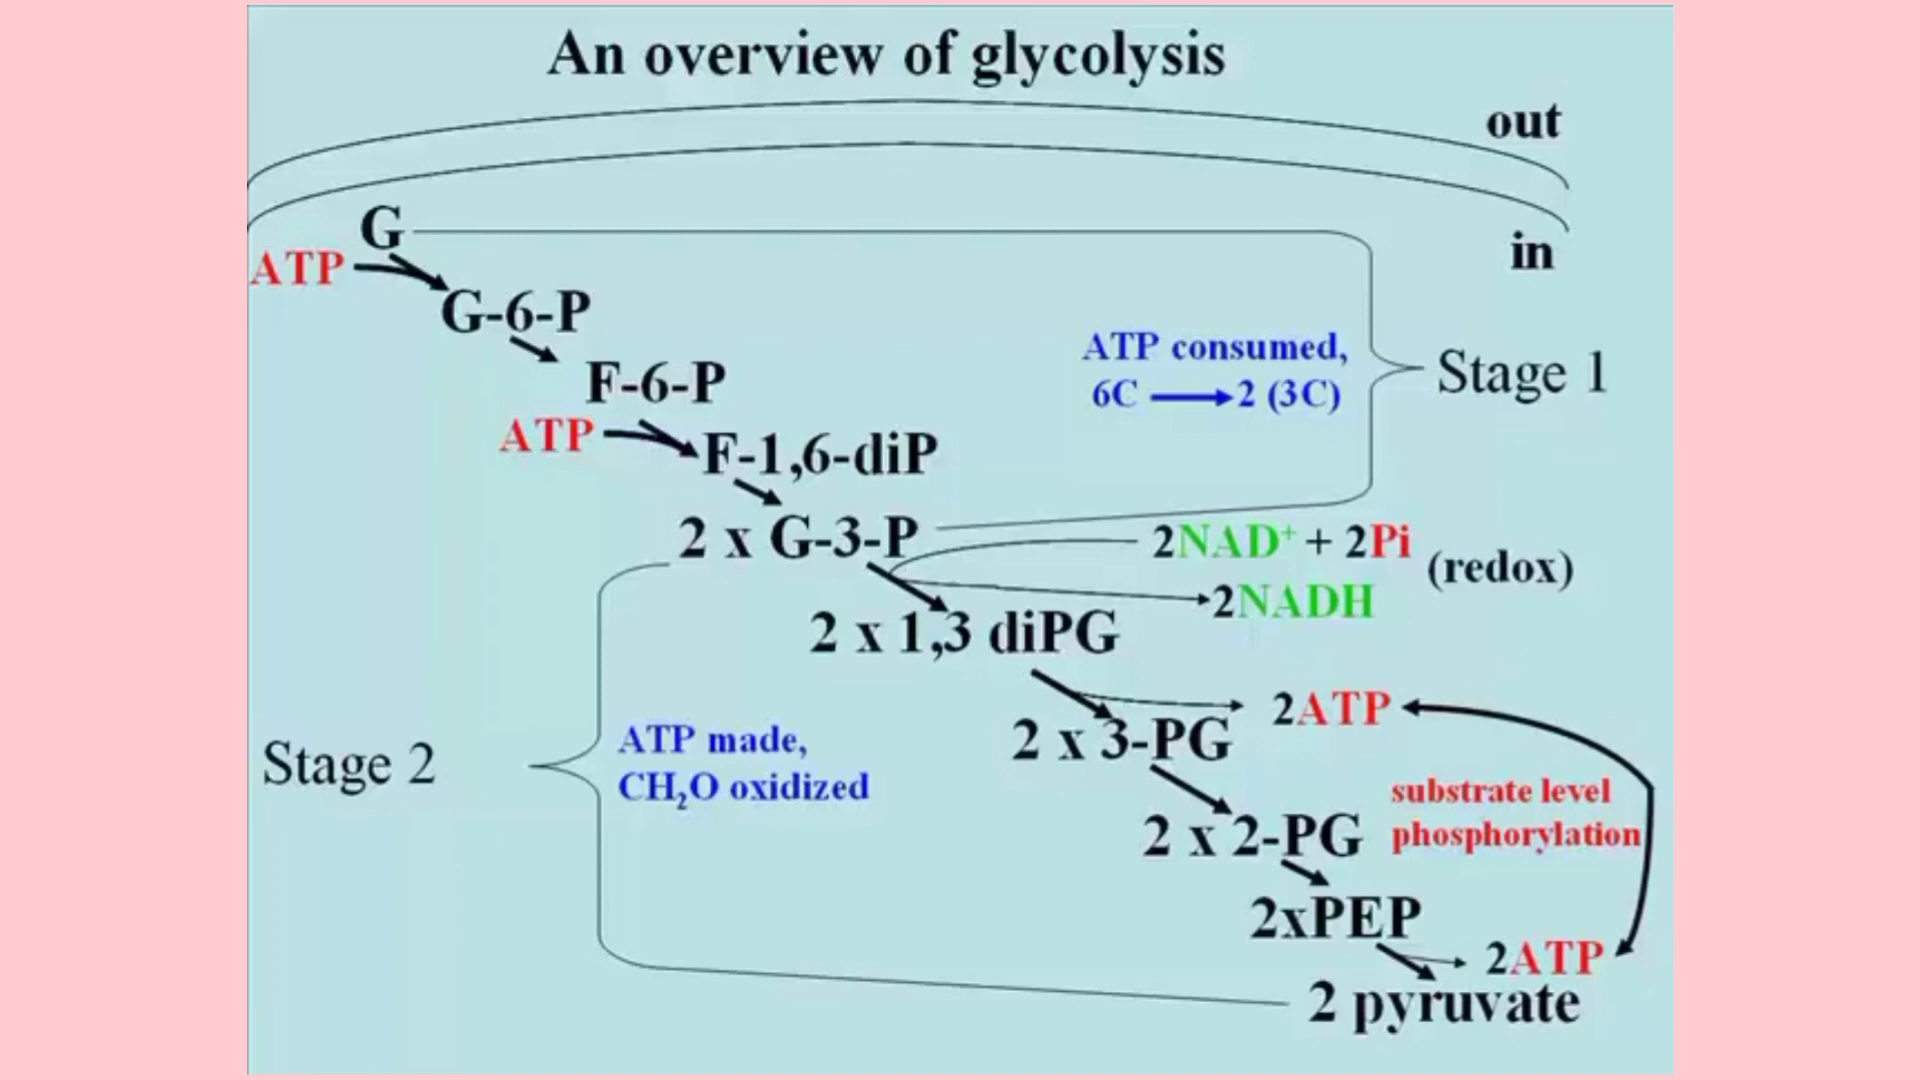 An overview of glycolysis
out
in
G
ATP
G-6-P
F-6-P
ATP
F-1,6-diP
ATP consumed,
6C → 2 (3C)
Stage 1
2 x G-3-P
2NAD⁺ + 2Pi
(redox)
2NADH
2 x 1,3 diPG
2ATP
2 x 3-PG
Stage 2
ATP made,
CH₂O oxidized
substrate level
phosphorylation
2 x 2-PG
2xPEP
2ATP
2 pyruvate